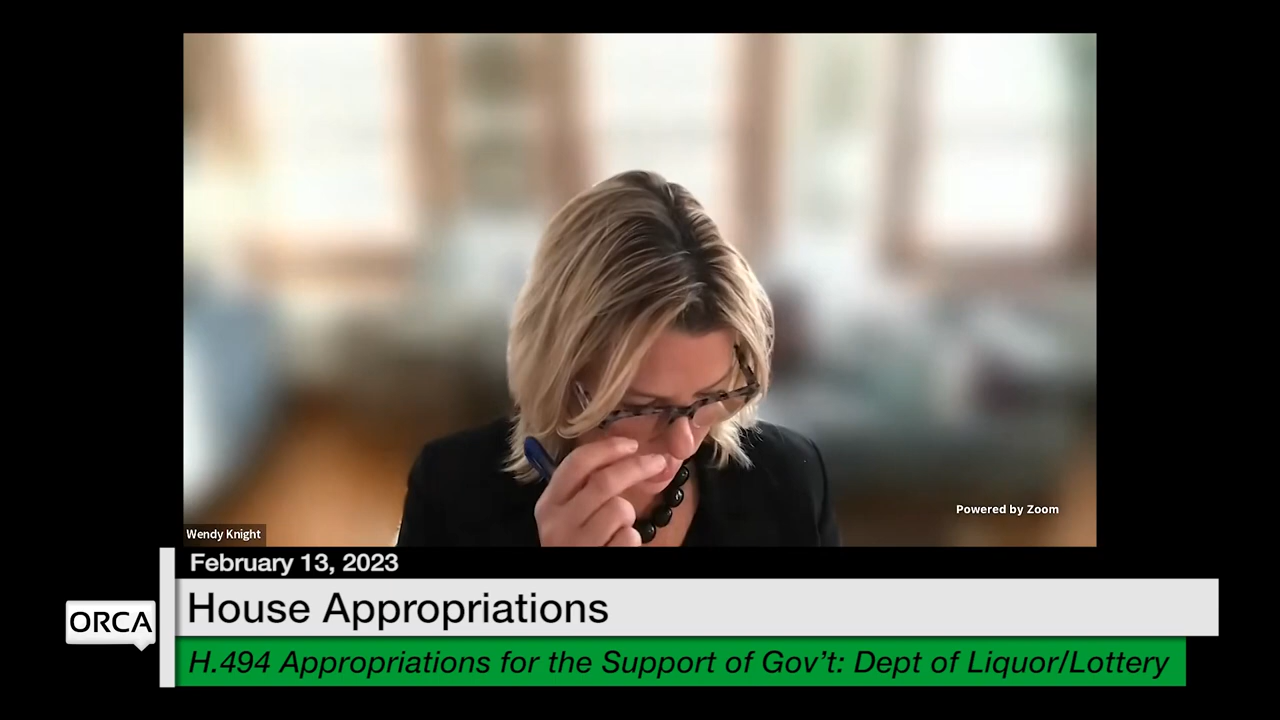 Powered by Zoom
Wendy Knight
February 13, 2023
House Appropriations
ORCA
H.494 Appropriations for the Support of Gov't: Dept of Liquor/Lottery